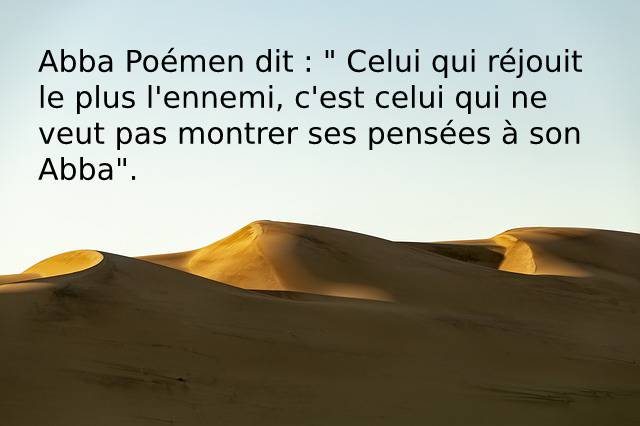 Abba Poémen dit : " Celui qui réjouit
le plus l'ennemi, c'est celui qui ne
veut pas montrer ses pensées à son
Abba".